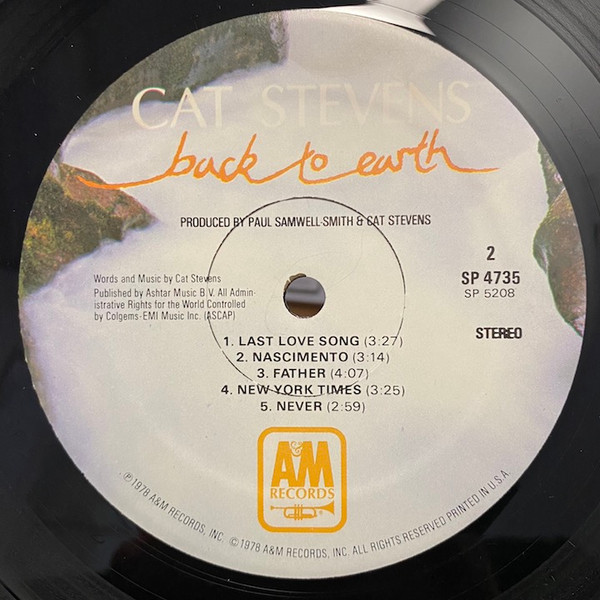 CAT STEVENS
back to earth
PRODUCED BY PAUL SAMWELL-SMITH & CAT STEVENS
2
SP 4735
SP 5208
STEREO
Words and Music by Cat Stevens
Published by Ashtar Music B.V. All Admin-
istrative Rights for the World Controlled
by Colgems-EMI Music Inc. (ASCAP)
1. LAST LOVE SONG (3:27)
2. NASCIMENTO (3:14)
3. FATHER (4:07)
4. NEW YORK TIMES (3:25)
5. NEVER (2:59)
A&M
RECORDS
℗ 1978 A&M RECORDS, INC. © 1978 A&M RECORDS, INC. ALL RIGHTS RESERVED PRINTED IN U.S.A.